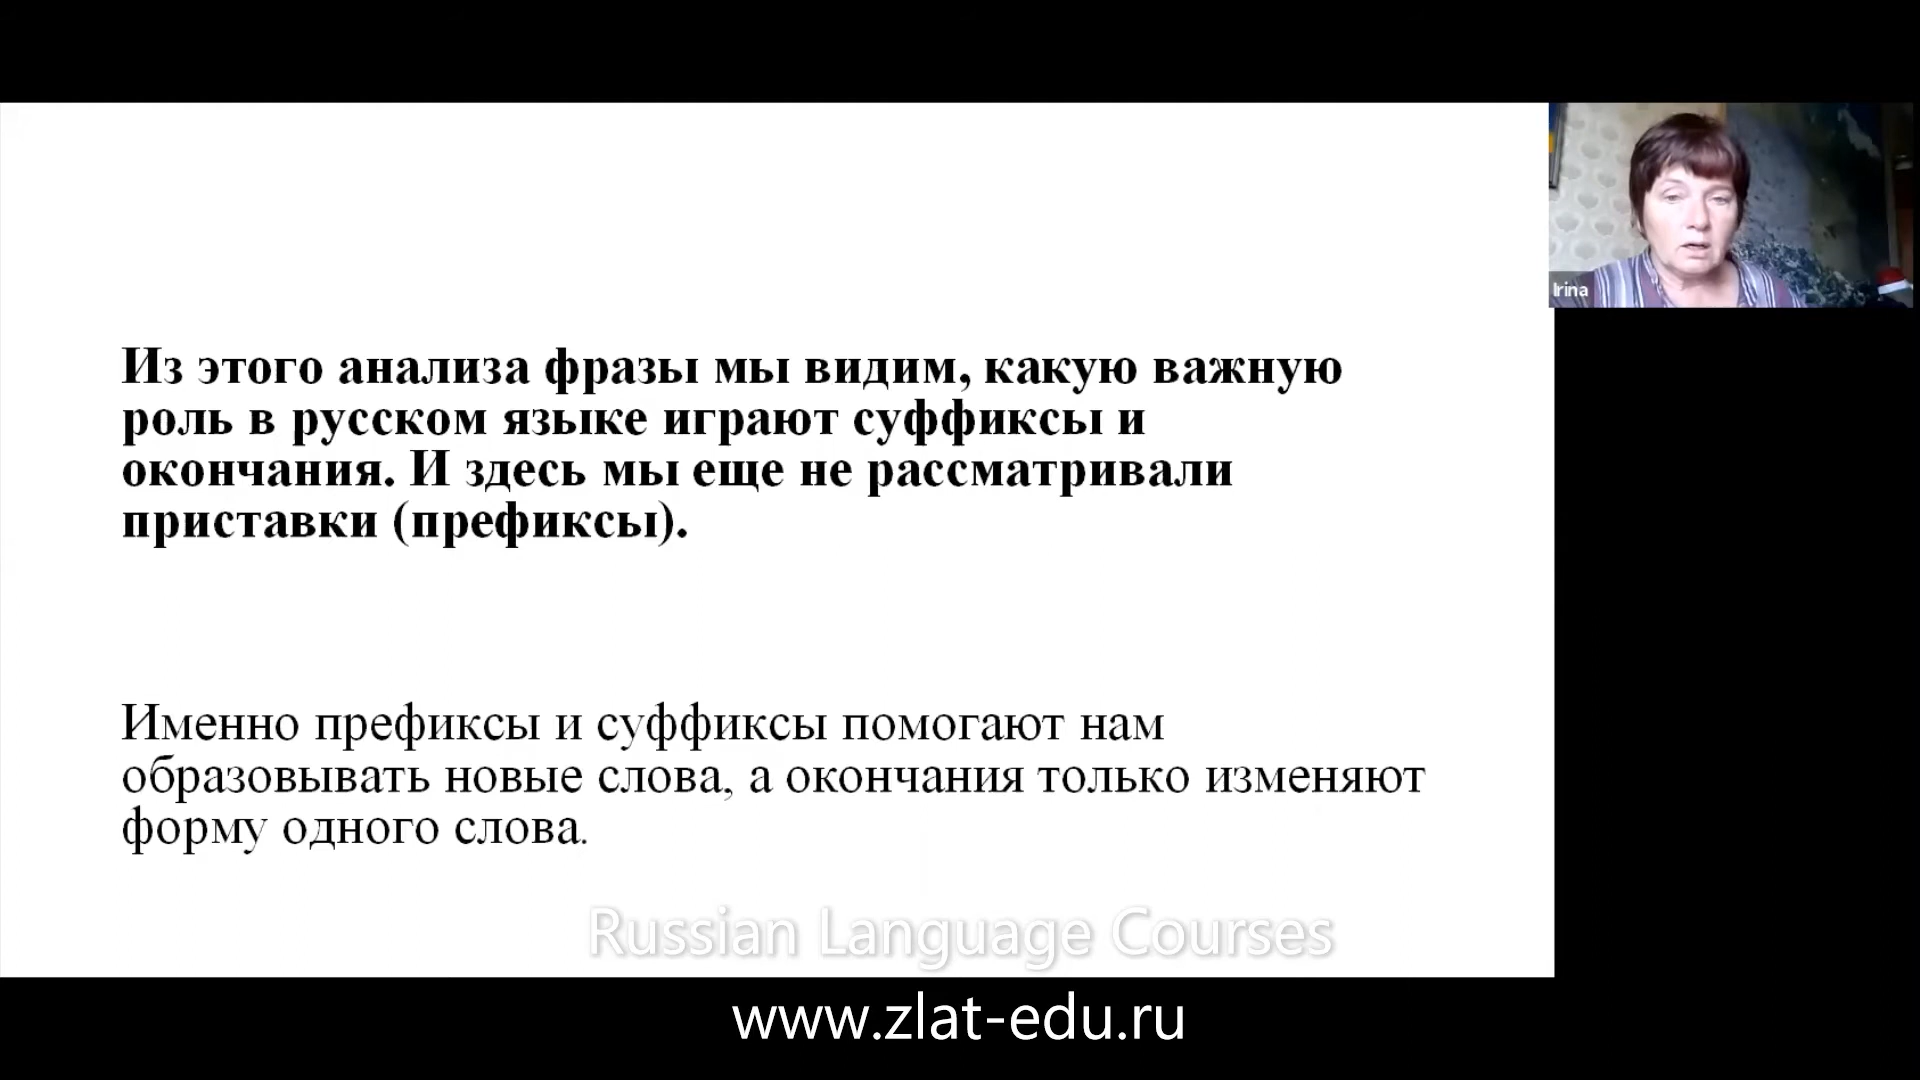 Irina
Из этого анализа фразы мы видим, какую важную
роль в русском языке играют суффиксы и
окончания. И здесь мы еще не рассматривали
приставки (префиксы).
Именно префиксы и суффиксы помогают нам
образовывать новые слова, а окончания только изменяют
форму одного слова.
Russian Language Courses
www.zlat-edu.ru